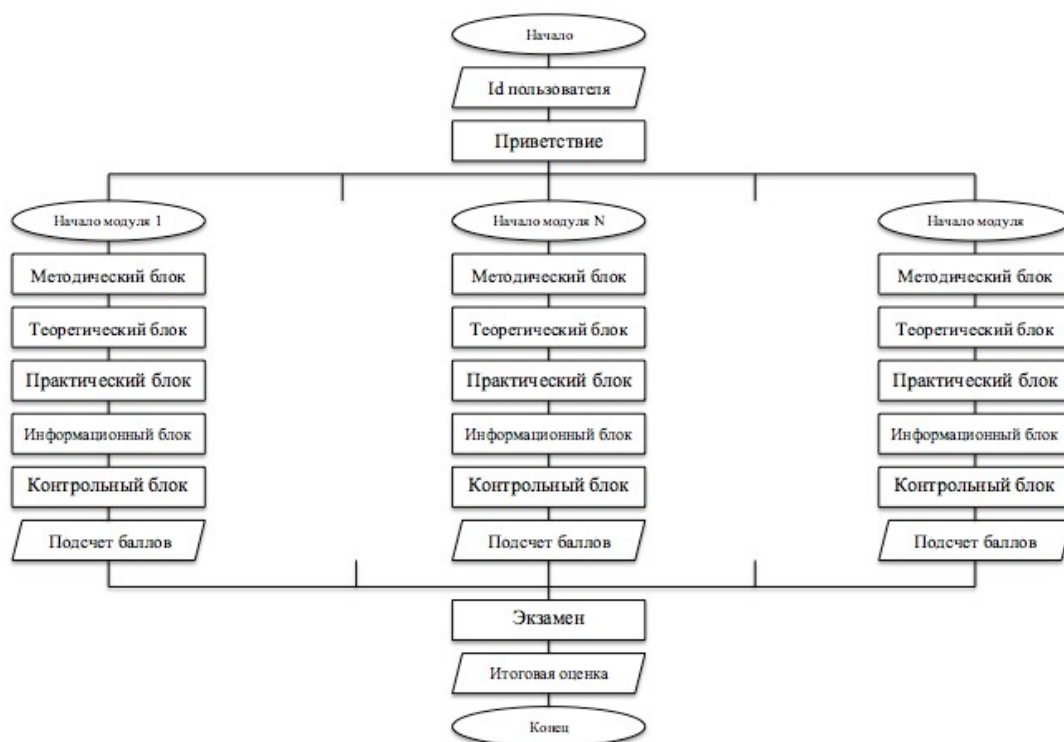 Начало
Id пользователя
Приветствие
Начало модуля 1
Начало модуля N
Начало модуля
Методический блок
Методический блок
Методический блок
Теоретический блок
Теоретический блок
Теоретический блок
Практический блок
Практический блок
Практический блок
Информационный блок
Информационный блок
Информационный блок
Контрольный блок
Контрольный блок
Контрольный блок
Подсчет баллов
Подсчет баллов
Подсчет баллов
Экзамен
Итоговая оценка
Конец